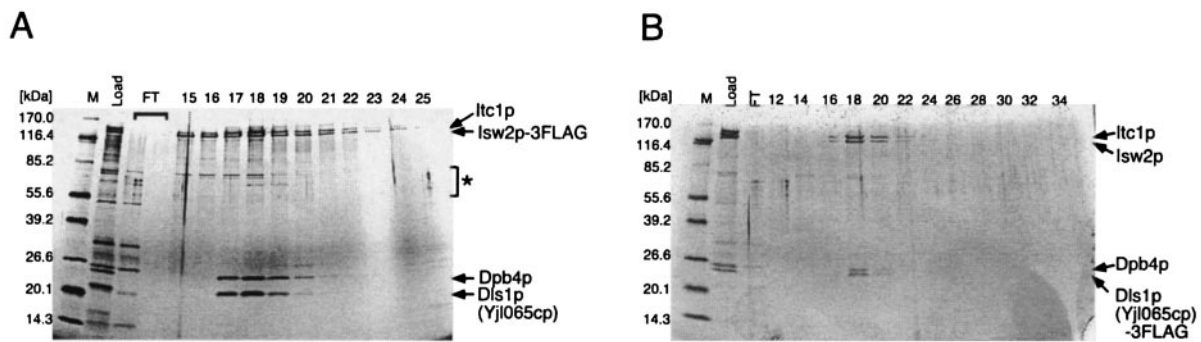 A
[kDa] M Load FT 15 16 17 18 19 20 21 22 23 24 25
170.0
116.4
85.2
55.6
39.2
26.6
20.1
14.3
Itc1p
Isw2p-3FLAG
*
Dpb4p
Dls1p
(Yjl065cp)
B
[kDa] M Load FT 12 14 16 18 20 22 24 26 28 30 32 34
170.0
116.4
85.2
55.6
39.2
26.6
20.1
14.3
Itc1p
Isw2p
Dpb4p
Dls1p
(Yjl065cp)
-3FLAG